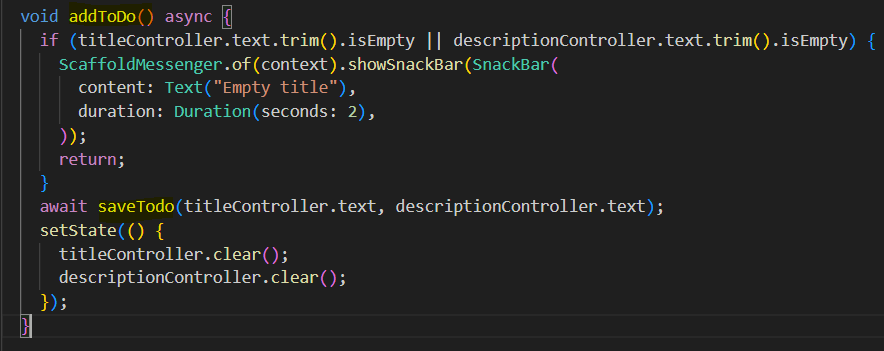 void addToDo() async {
  if (titleController.text.trim().isEmpty || descriptionController.text.trim().isEmpty) {
    ScaffoldMessenger.of(context).showSnackBar(SnackBar(
      content: Text("Empty title"),
      duration: Duration(seconds: 2),
    ));
    return;
  }
  await saveTodo(titleController.text, descriptionController.text);
  setState(() {
    titleController.clear();
    descriptionController.clear();
  });
}